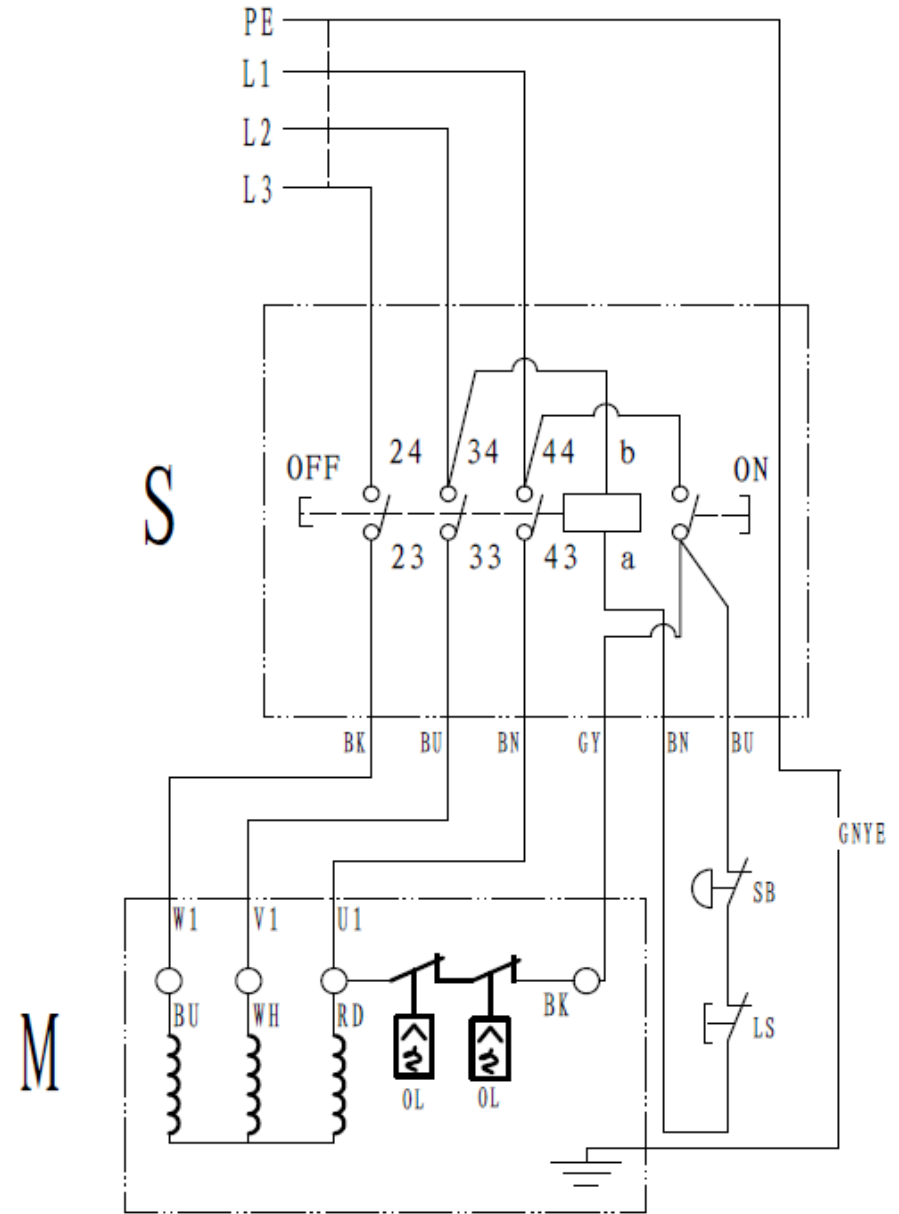 PE
L1
L2
L3
24 34 44 b
OFF ON
S
23 33 43 a
BK BU BN GY BN BU
GNYE
SB
W1 V1 U1
BU WH RD BK
M
LS
OL OL